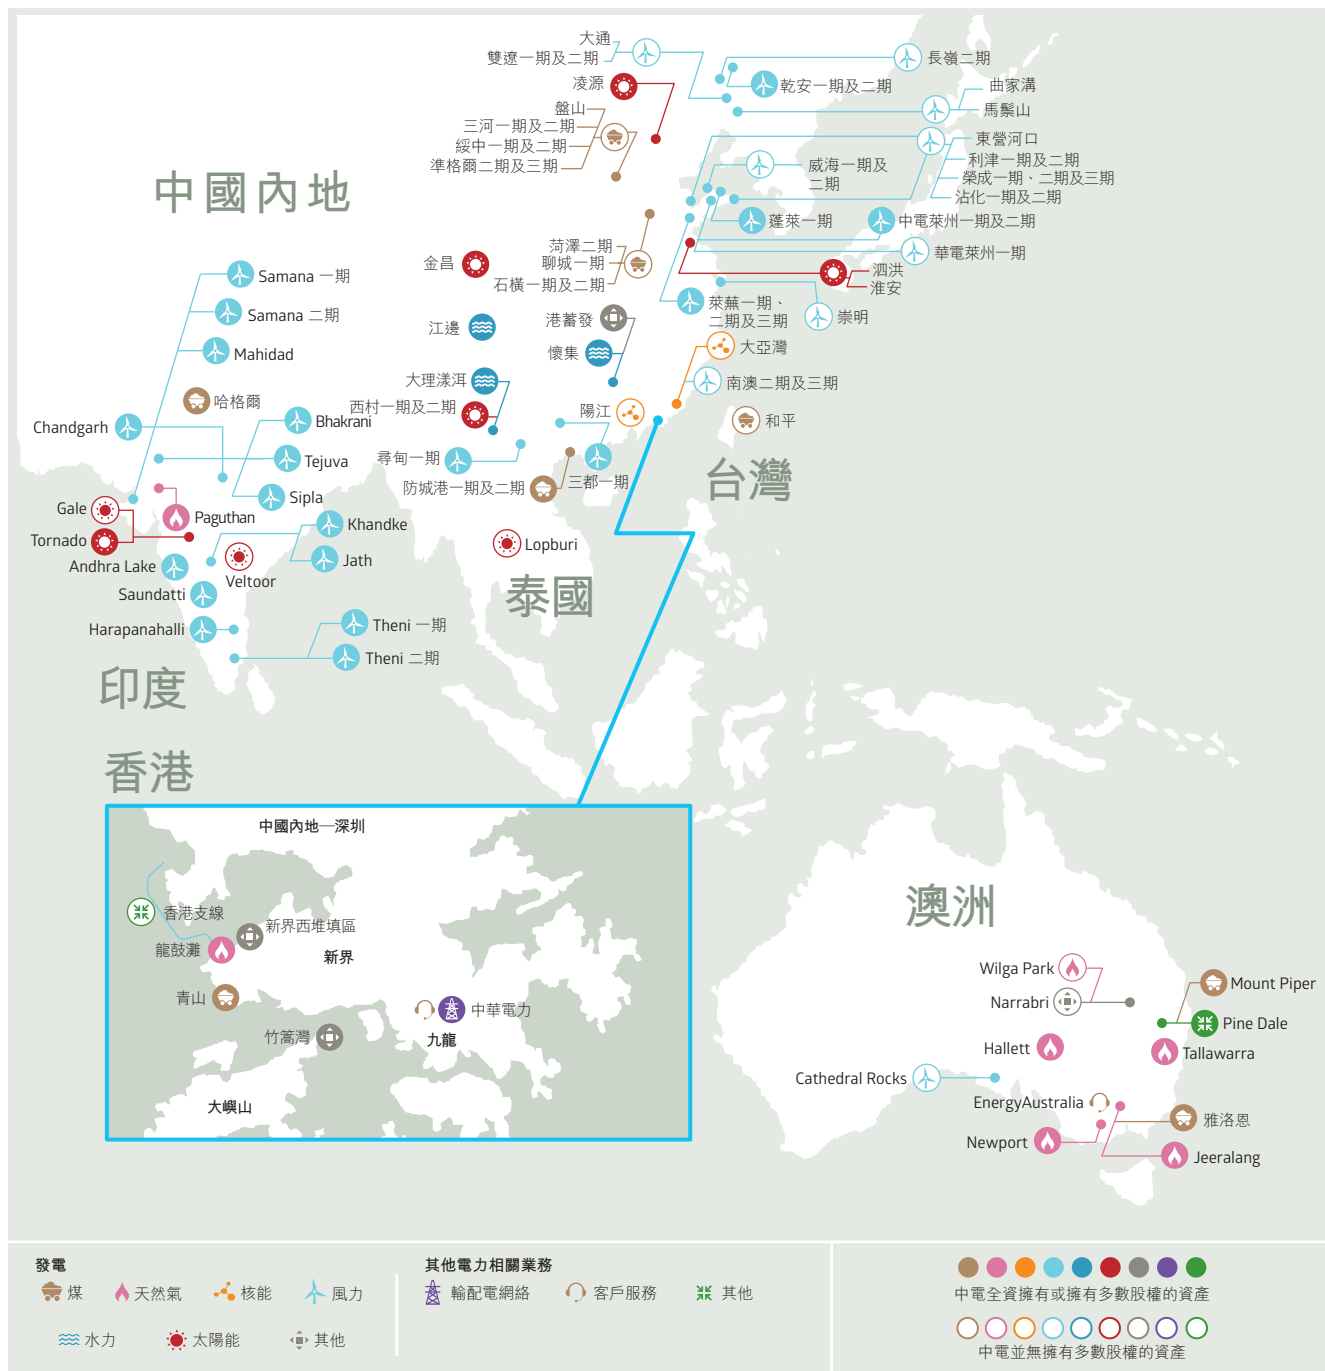 大通
雙遼一期及二期
凌源
盤山
三河一期及二期
綏中一期及二期
準格爾二期及三期
長嶺二期
乾安一期及二期
曲家溝
馬鬃山
東營河口
利津一期及二期
榮成一期、二期及三期
沾化一期及二期
威海一期及
二期
蓬萊一期
中電萊州一期及二期
華電萊州一期
中國內地
菏澤二期
聊城一期
石橫一期及二期
金昌
泗洪
淮安
萊蕪一期、
二期及三期
崇明
港蓄發
江邊
懷集
大亞灣
大理漾洱
西村一期及二期
南澳二期及三期
陽江
和平
尋甸一期
防城港一期及二期
三都一期
台灣
Samana 一期
Samana 二期
Mahidad
哈格爾
Chandgarh
Bhakrani
Tejuva
Sipla
Gale
Paguthan
Tornado
Khandke
Jath
Andhra Lake
Veltoor
Saundatti
Harapanahalli
Theni 一期
Theni 二期
印度
Lopburi
泰國
香港
中國內地—深圳
香港支線
新界西堆填區
龍鼓灘
新界
青山
中華電力
竹篙灣
九龍
大嶼山
澳洲
Wilga Park
Narrabri
Mount Piper
Pine Dale
Hallett
Tallawarra
Cathedral Rocks
EnergyAustralia
雅洛恩
Newport
Jeeralang
發電
煤
天然氣
核能
風力
水力
太陽能
其他
其他電力相關業務
輸配電網絡
客戶服務
其他
中電全資擁有或擁有多數股權的資產
中電並無擁有多數股權的資產